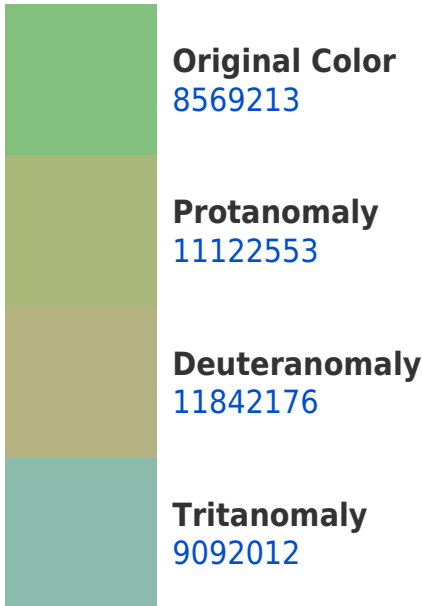 Original Color
8569213
Protanomaly
11122553
Deuteranomaly
11842176
Tritanomaly
9092012